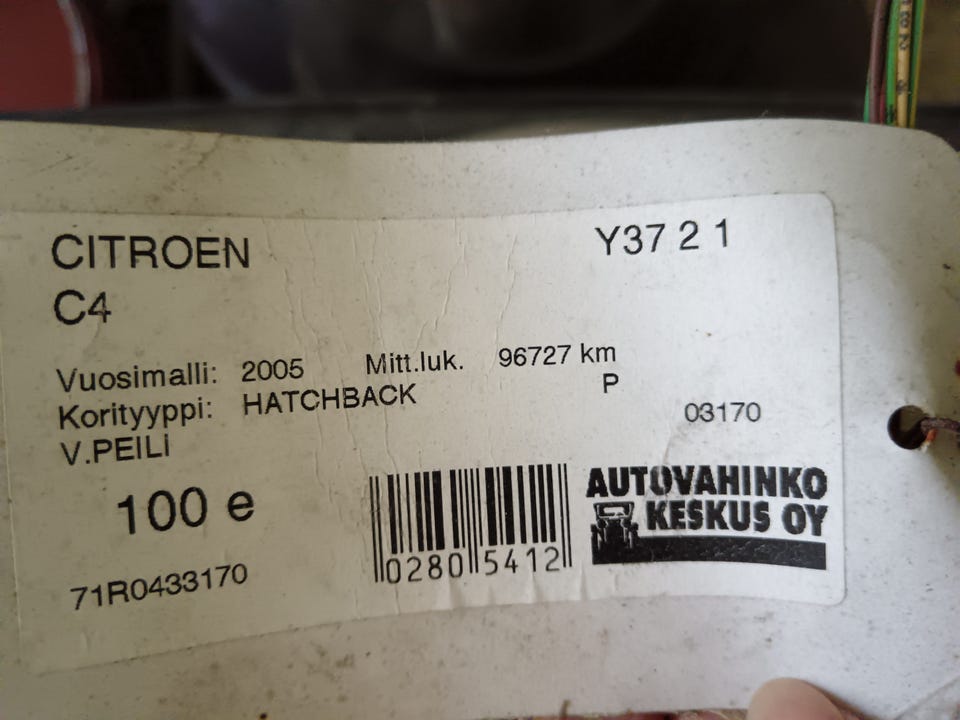 CITROEN Y37 2 1
C4
Vuosimalli: 2005 Mitt.luk. 96727 km
Korityyppi: HATCHBACK P
03170
V.PEILI
100 e
AUTOVAHINKO
KESKUS OY
0280 5412
71R0433170